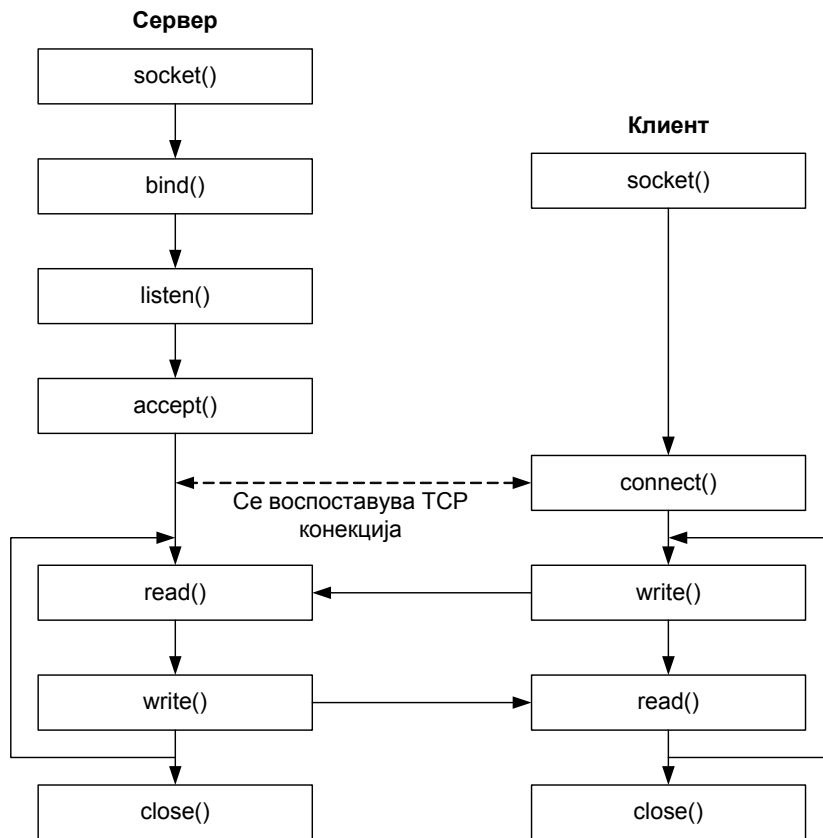 Сервер
socket()
bind()
listen()
accept()
read()
write()
close()
Се воспоставува TCP
конекција
Клиент
socket()
connect()
write()
read()
close()